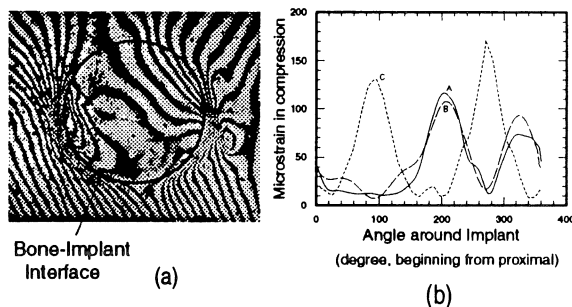 Bone-Implant
Interface
(a)
Microstrain in compression
200
150
100
50
0
A
B
C
0
100
200
300
400
Angle around Implant
(degree, beginning from proximal)
(b)